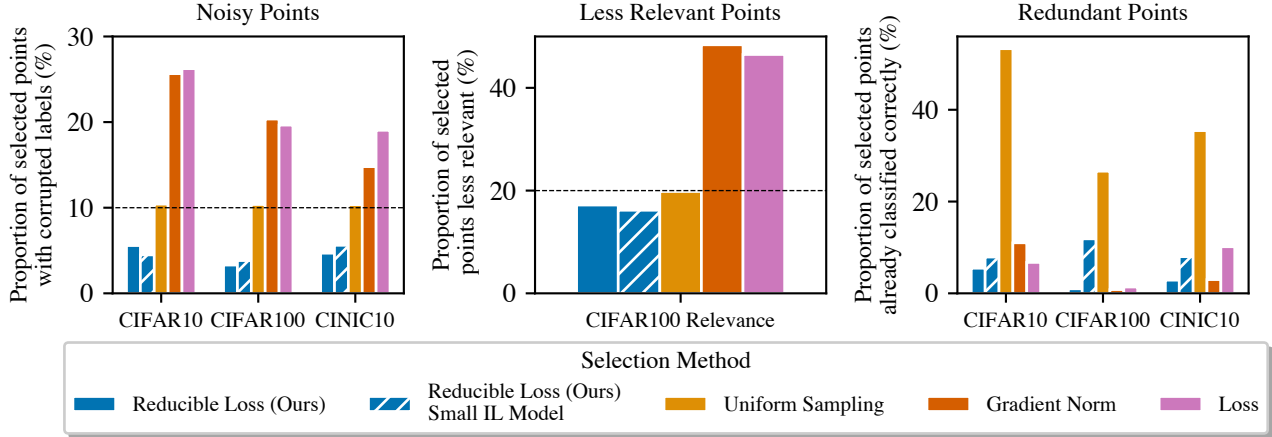 Noisy Points
Proportion of selected points
with corrupted labels (%)
30
20
10
0
CIFAR10 CIFAR100 CINIC10
Less Relevant Points
Proportion of selected
points less relevant (%)
40
20
0
CIFAR100 Relevance
Redundant Points
Proportion of selected points
already classified correctly (%)
40
20
0
CIFAR10 CIFAR100 CINIC10
Selection Method
Reducible Loss (Ours)
Reducible Loss (Ours)
Small IL Model
Uniform Sampling
Gradient Norm
Loss